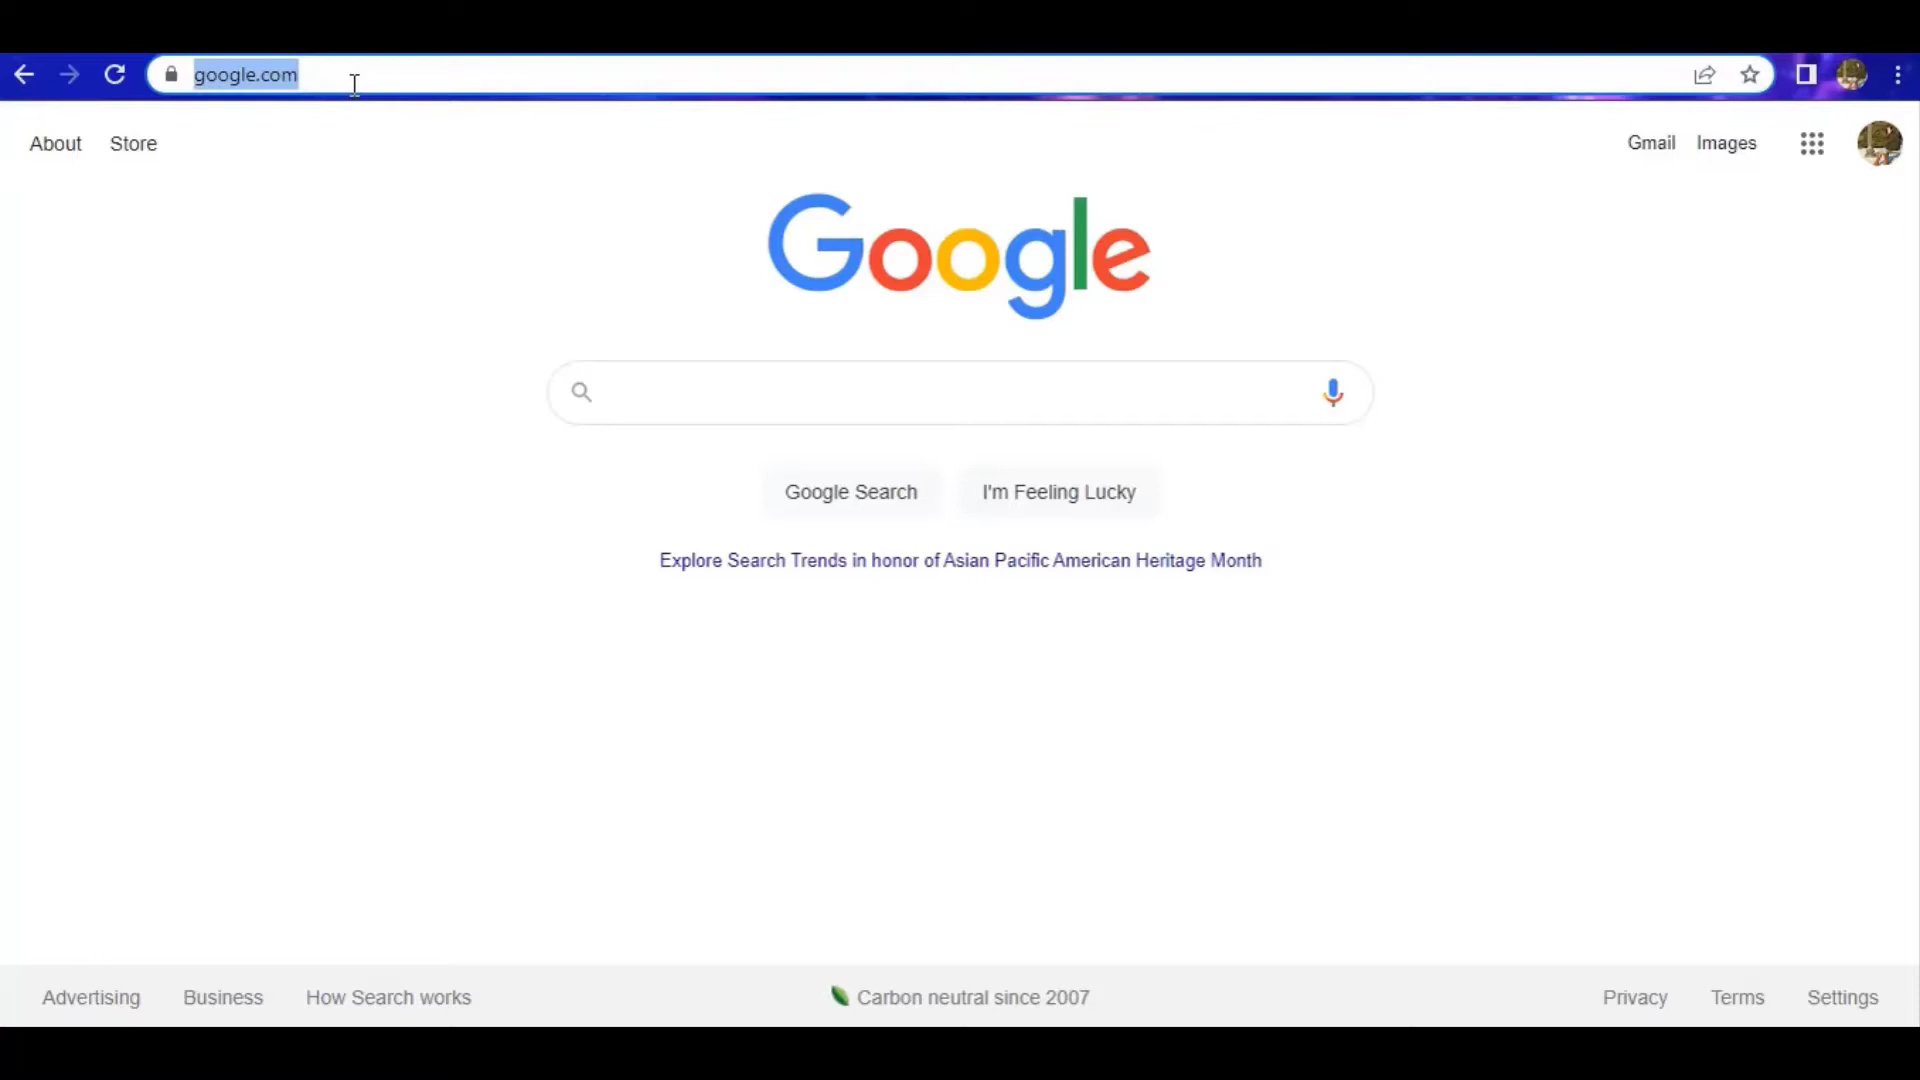 google.com
About Store
Gmail Images
Google
Google Search I'm Feeling Lucky
Explore Search Trends in honor of Asian Pacific American Heritage Month
Advertising Business How Search works
Carbon neutral since 2007
Privacy Terms Settings